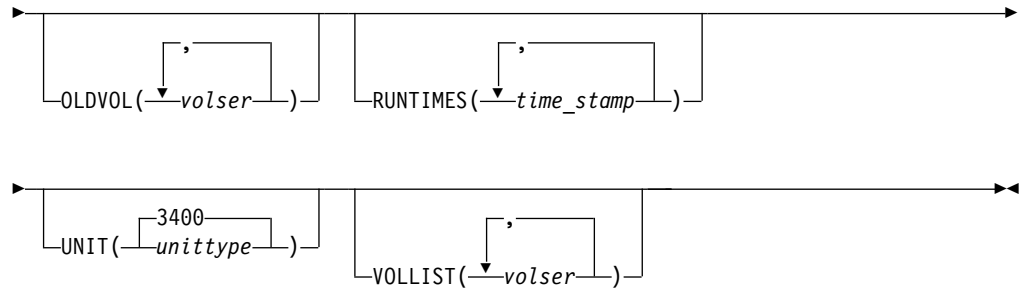 , ,
OLDVOL( volser ) RUNTIMES( time_stamp )
3400 ,
UNIT( unittype ) VOLLIST( volser )